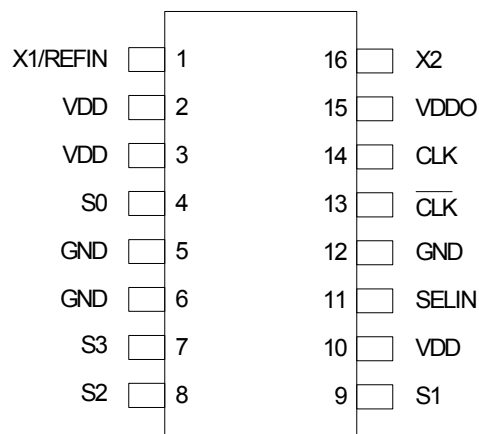 X1/REFIN 1 16 X2
VDD 2 15 VDDO
VDD 3 14 CLK
S0 4 13 C̅L̅K̅
GND 5 12 GND
GND 6 11 SELIN
S3 7 10 VDD
S2 8 9 S1